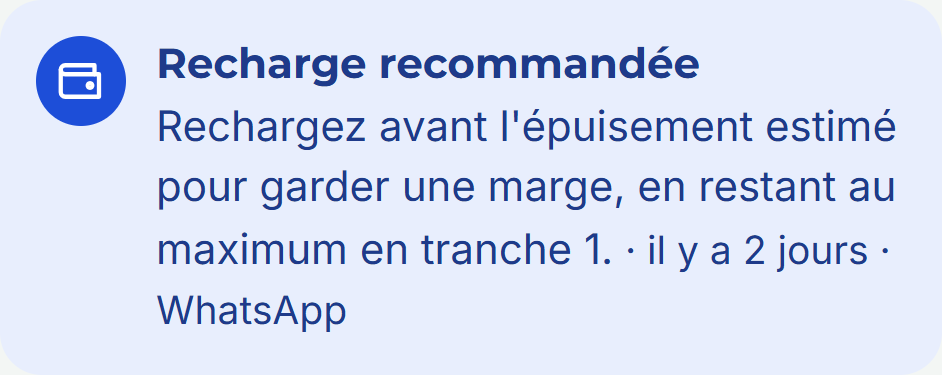 Recharge recommandée
Rechargez avant l'épuisement estimé
pour garder une marge, en restant au
maximum en tranche 1. · il y a 2 jours ·
WhatsApp